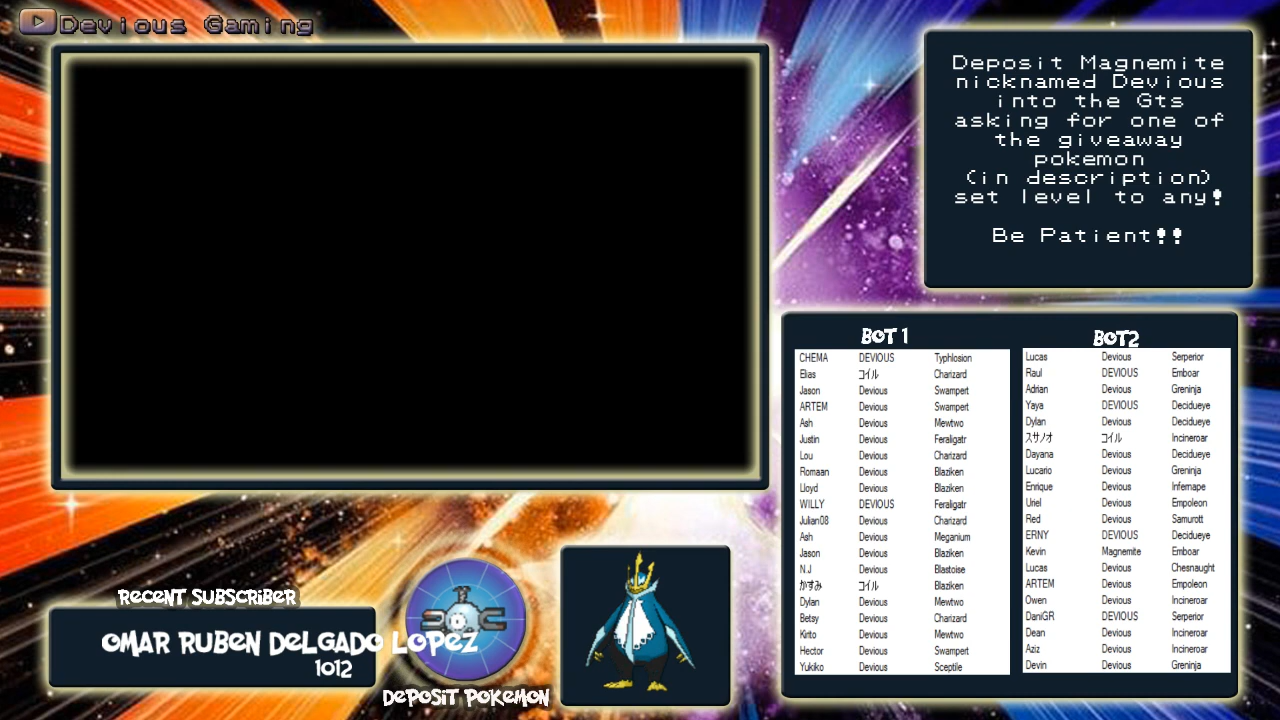 Devious Gaming
Deposit Magnemite
nicknamed Devious
into the Gts
asking for one of
the giveaway
pokemon
(in description)
set level to any!
Be Patient!!
BOT 1
CHEMA DEVIOUS Typhlosion
Elias コイル Charizard
Jason Devious Swampert
ARTEM Devious Swampert
Ash Devious Mewtwo
Justin Devious Feraligatr
Lou Devious Charizard
Romaan Devious Blaziken
Lloyd Devious Blaziken
WILLY DEVIOUS Feraligatr
Julian08 Devious Charizard
Ash Devious Meganium
Jason Devious Blaziken
N.J Devious Blastoise
かすみ コイル Blaziken
Dylan Devious Mewtwo
Betsy Devious Charizard
Kirito Devious Mewtwo
Hector Devious Swampert
Yukiko Devious Sceptile
BOT2
Lucas Devious Serperior
Raul DEVIOUS Emboar
Adrian Devious Greninja
Yaya DEVIOUS Decidueye
Dylan Devious Decidueye
スサノオ コイル Incineroar
Dayana Devious Decidueye
Lucario Devious Greninja
Enrique Devious Infernape
Uriel Devious Empoleon
Red Devious Samurott
ERNY DEVIOUS Decidueye
Kevin Magnemite Emboar
Lucas Devious Chesnaught
ARTEM Devious Empoleon
Owen Devious Incineroar
DaniGR DEVIOUS Serperior
Dean Devious Incineroar
Aziz Devious Incineroar
Devin Devious Greninja
RECENT SUBSCRIBER
OMAR RUBEN DELGADO LOPEZ
1012
DEPOSIT POKEMON